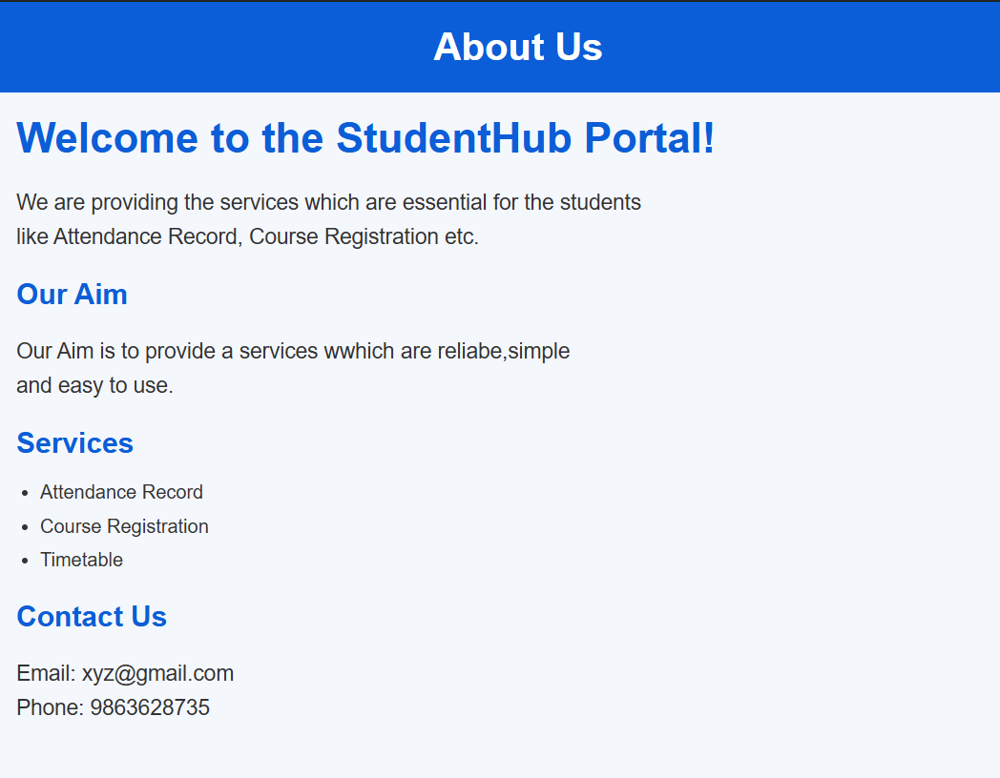 About Us
Welcome to the StudentHub Portal!
We are providing the services which are essential for the students
like Attendance Record, Course Registration etc.
Our Aim
Our Aim is to provide a services wwhich are reliabe,simple
and easy to use.
Services
• Attendance Record
• Course Registration
• Timetable
Contact Us
Email: xyz@gmail.com
Phone: 9863628735